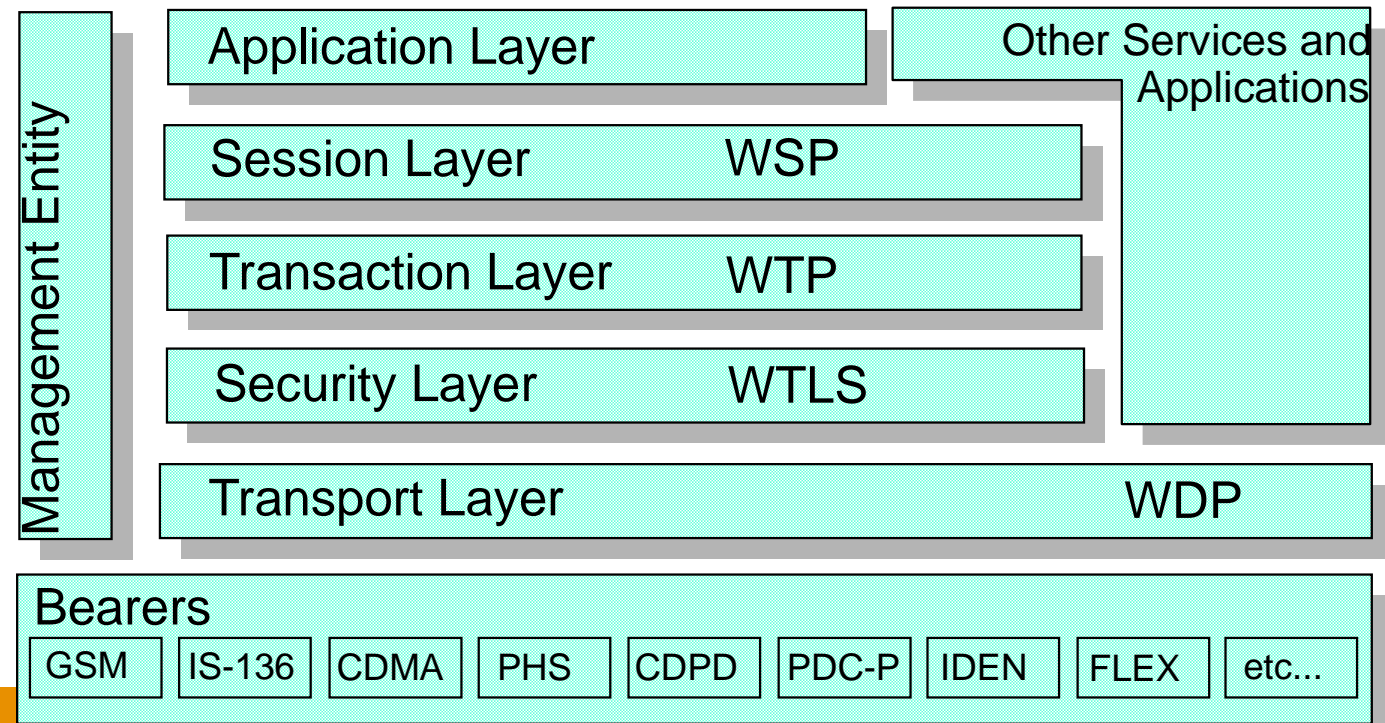 Management Entity
Application Layer
Other Services and
Applications
Session Layer WSP
Transaction Layer WTP
Security Layer WTLS
Transport Layer WDP
Bearers
GSM IS-136 CDMA PHS CDPD PDC-P IDEN FLEX etc...